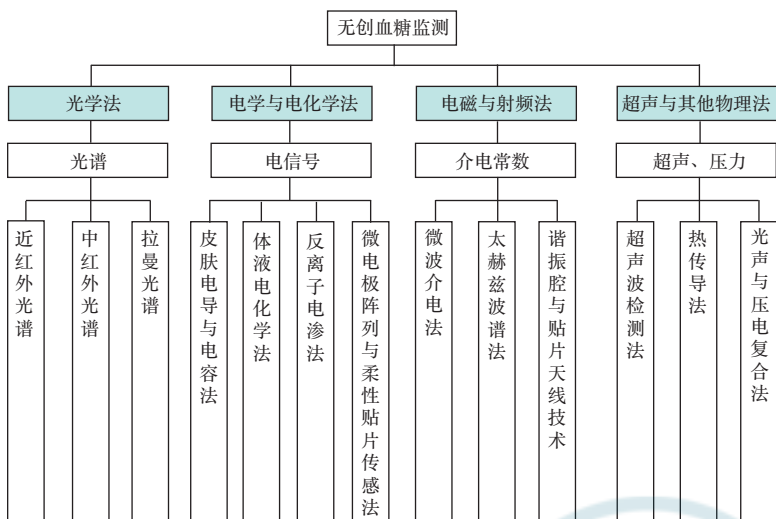 无创血糖监测
光学法
电学与电化学法
电磁与射频法
超声与其他物理法
光谱
电信号
介电常数
超声、压力
近红外光谱
中红外光谱
拉曼光谱
皮肤电导与电容法
体液电化学法
反离子电渗法
微电极阵列与柔性贴片传感法
微波介电法
太赫兹波谱法
谐振腔与贴片天线技术
超声波检测法
热传导法
光声与压电复合法